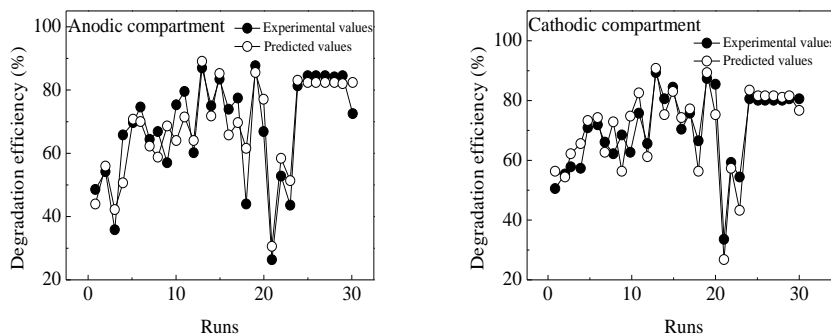 Anodic compartment
Experimental values
Predicted values
Degradation efficiency (%)
100
80
60
40
20
0
10
20
30
Runs
Cathodic compartment
Experimental values
Predicted values
Degradation efficiency (%)
100
80
60
40
20
0
10
20
30
Runs